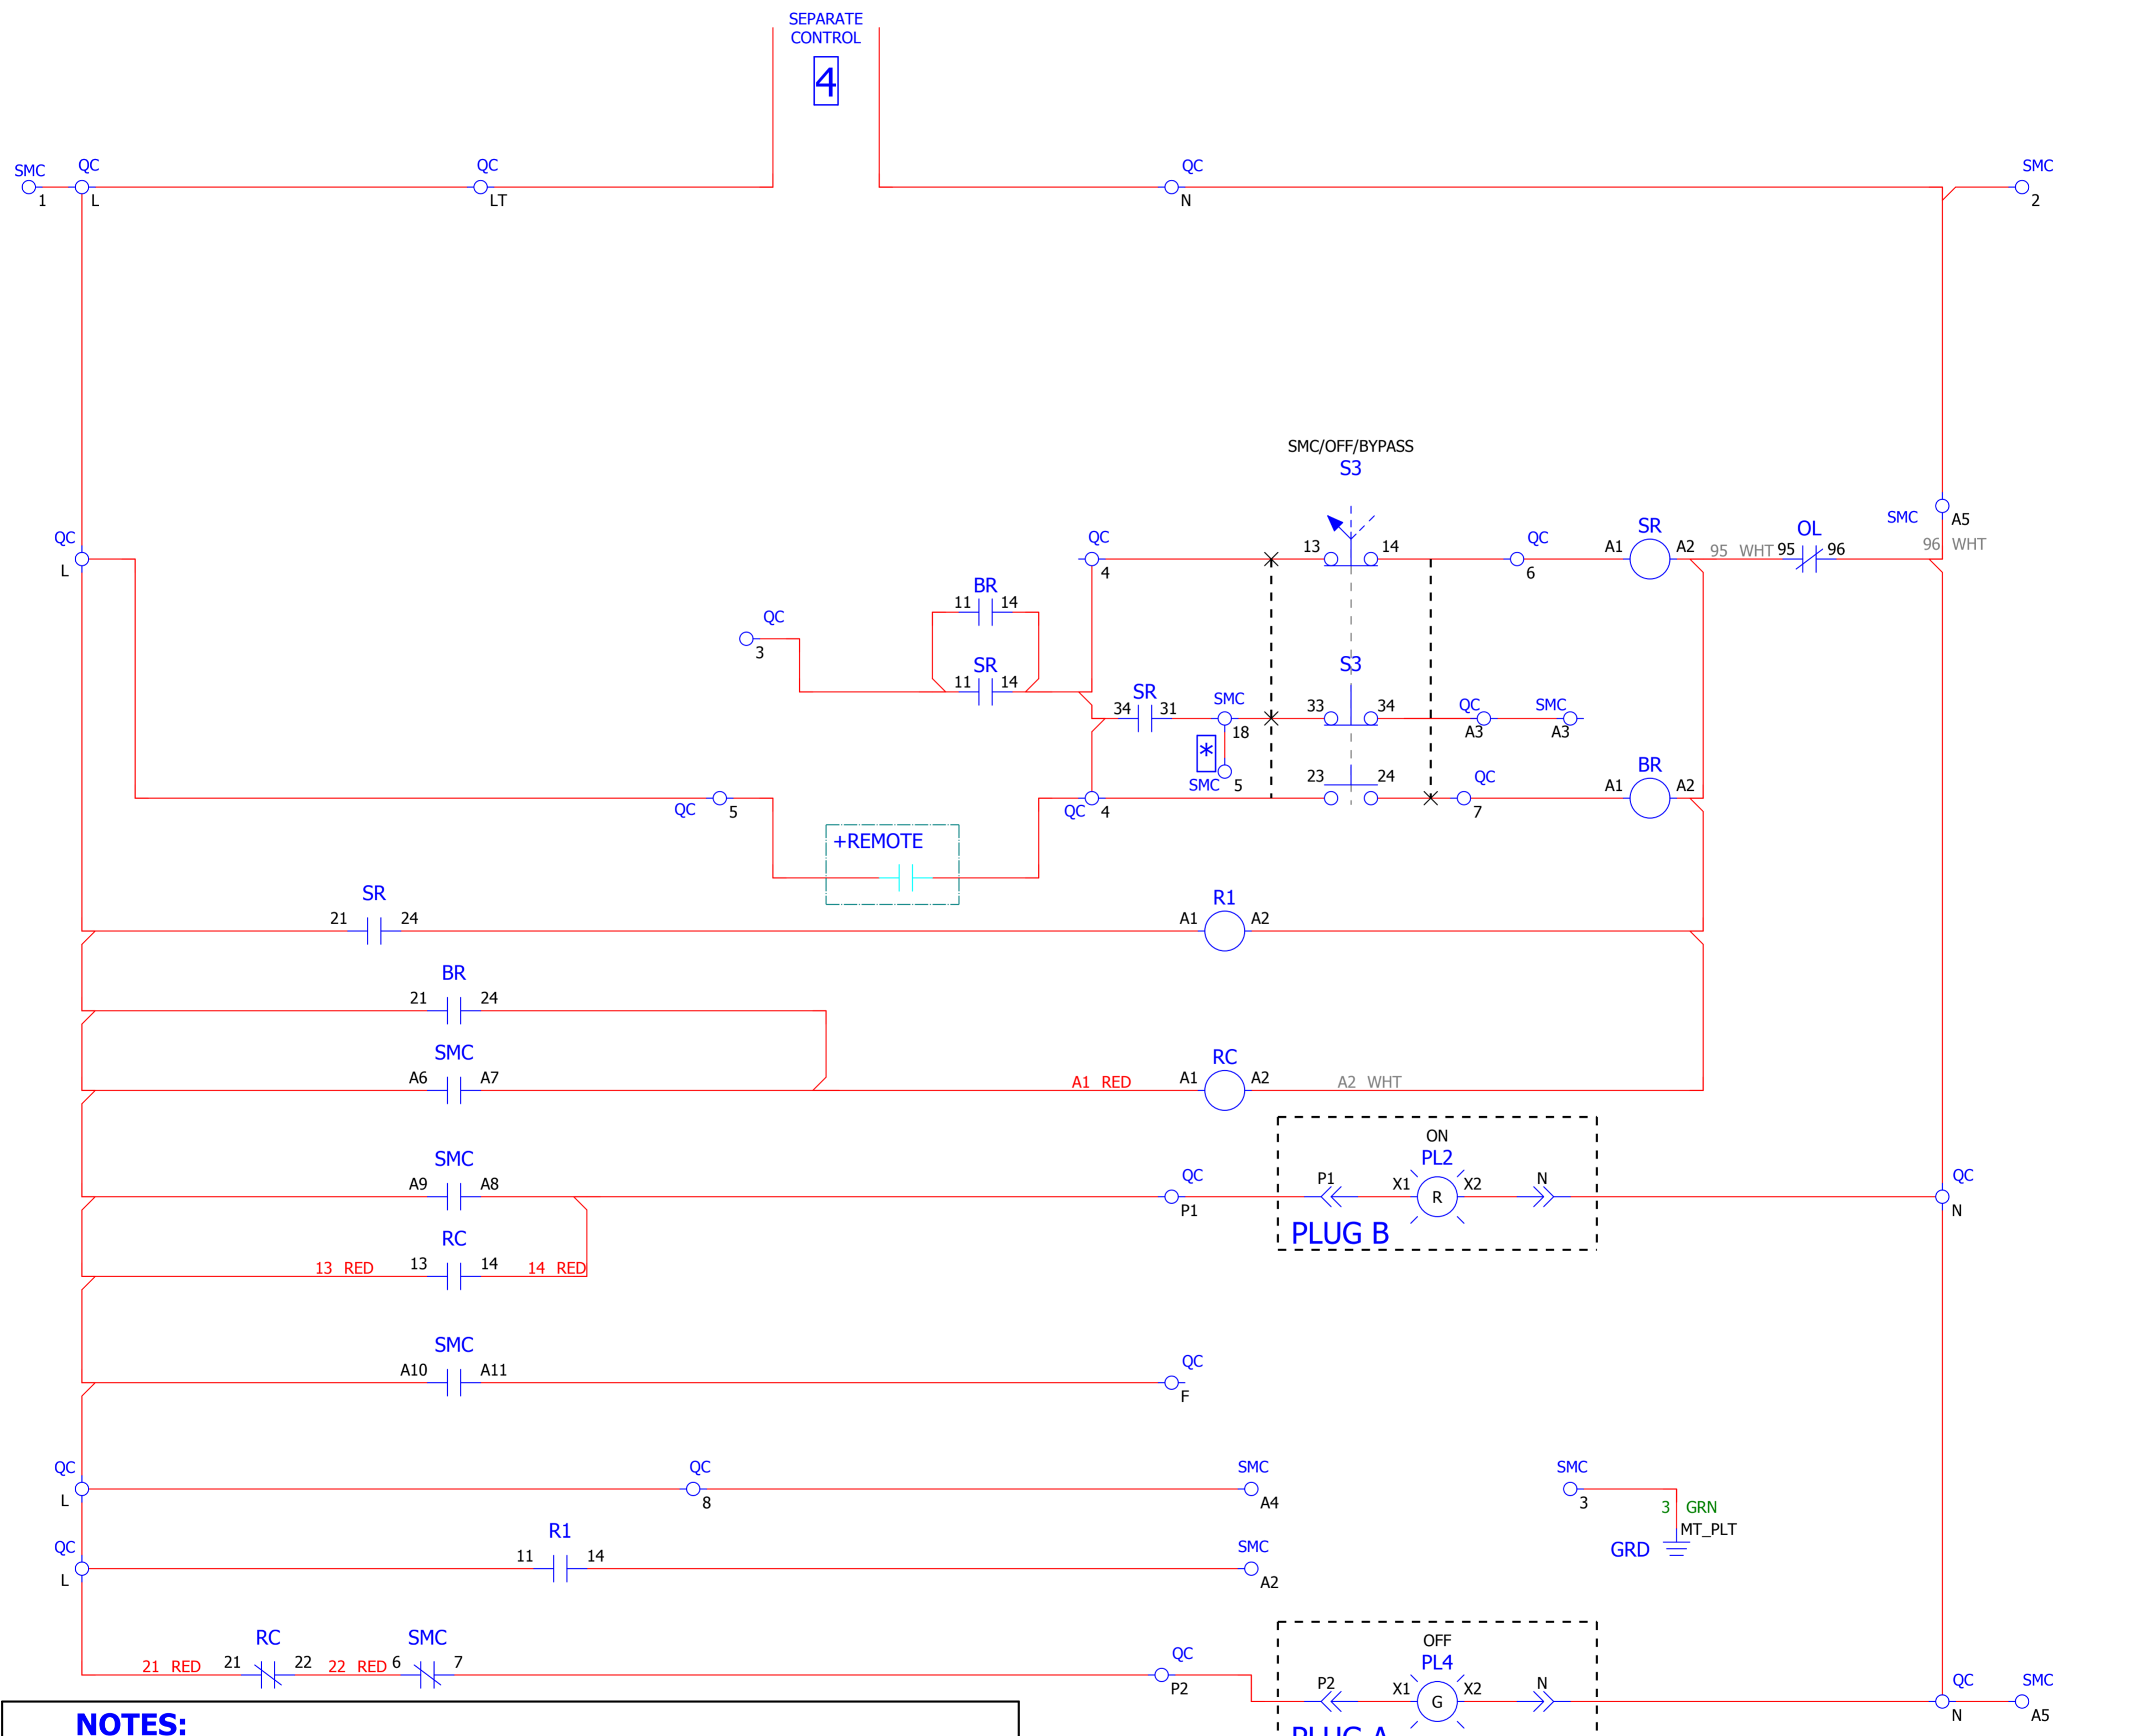 SEPARATE
CONTROL
4
SMC QC QC QC SMC
1 L LT N 2
SMC/OFF/BYPASS
S3
QC QC QC SR OL SMC A5
L 4 13 14 6 A1 A2 95 WHT 95 96 96 WHT
BR
11 14
QC
3
SR S3
11 14
SR SMC QC SMC
34 31 18 33 34 A3 A3
*
SMC 5
QC 5 QC 4 23 24 QC 7 BR A1 A2
+REMOTE
SR R1
21 24 A1 A2
BR
21 24
SMC RC
A6 A7 A1 RED A1 A2 A2 WHT
ON
SMC QC PL2 QC
A9 A8 P1 P1 X1 R X2 N N
PLUG B
RC
13 RED 13 14 14 RED
SMC QC
A10 A11 F
QC QC SMC SMC
L 8 A4 3
3 GRN
MT_PLT
GRD
QC R1 SMC
L 11 14 A2
OFF
RC SMC QC PL4 QC SMC
21 RED 21 22 22 RED 6 7 P2 P2 X1 G X2 N N A5
NOTES:
PLUG A